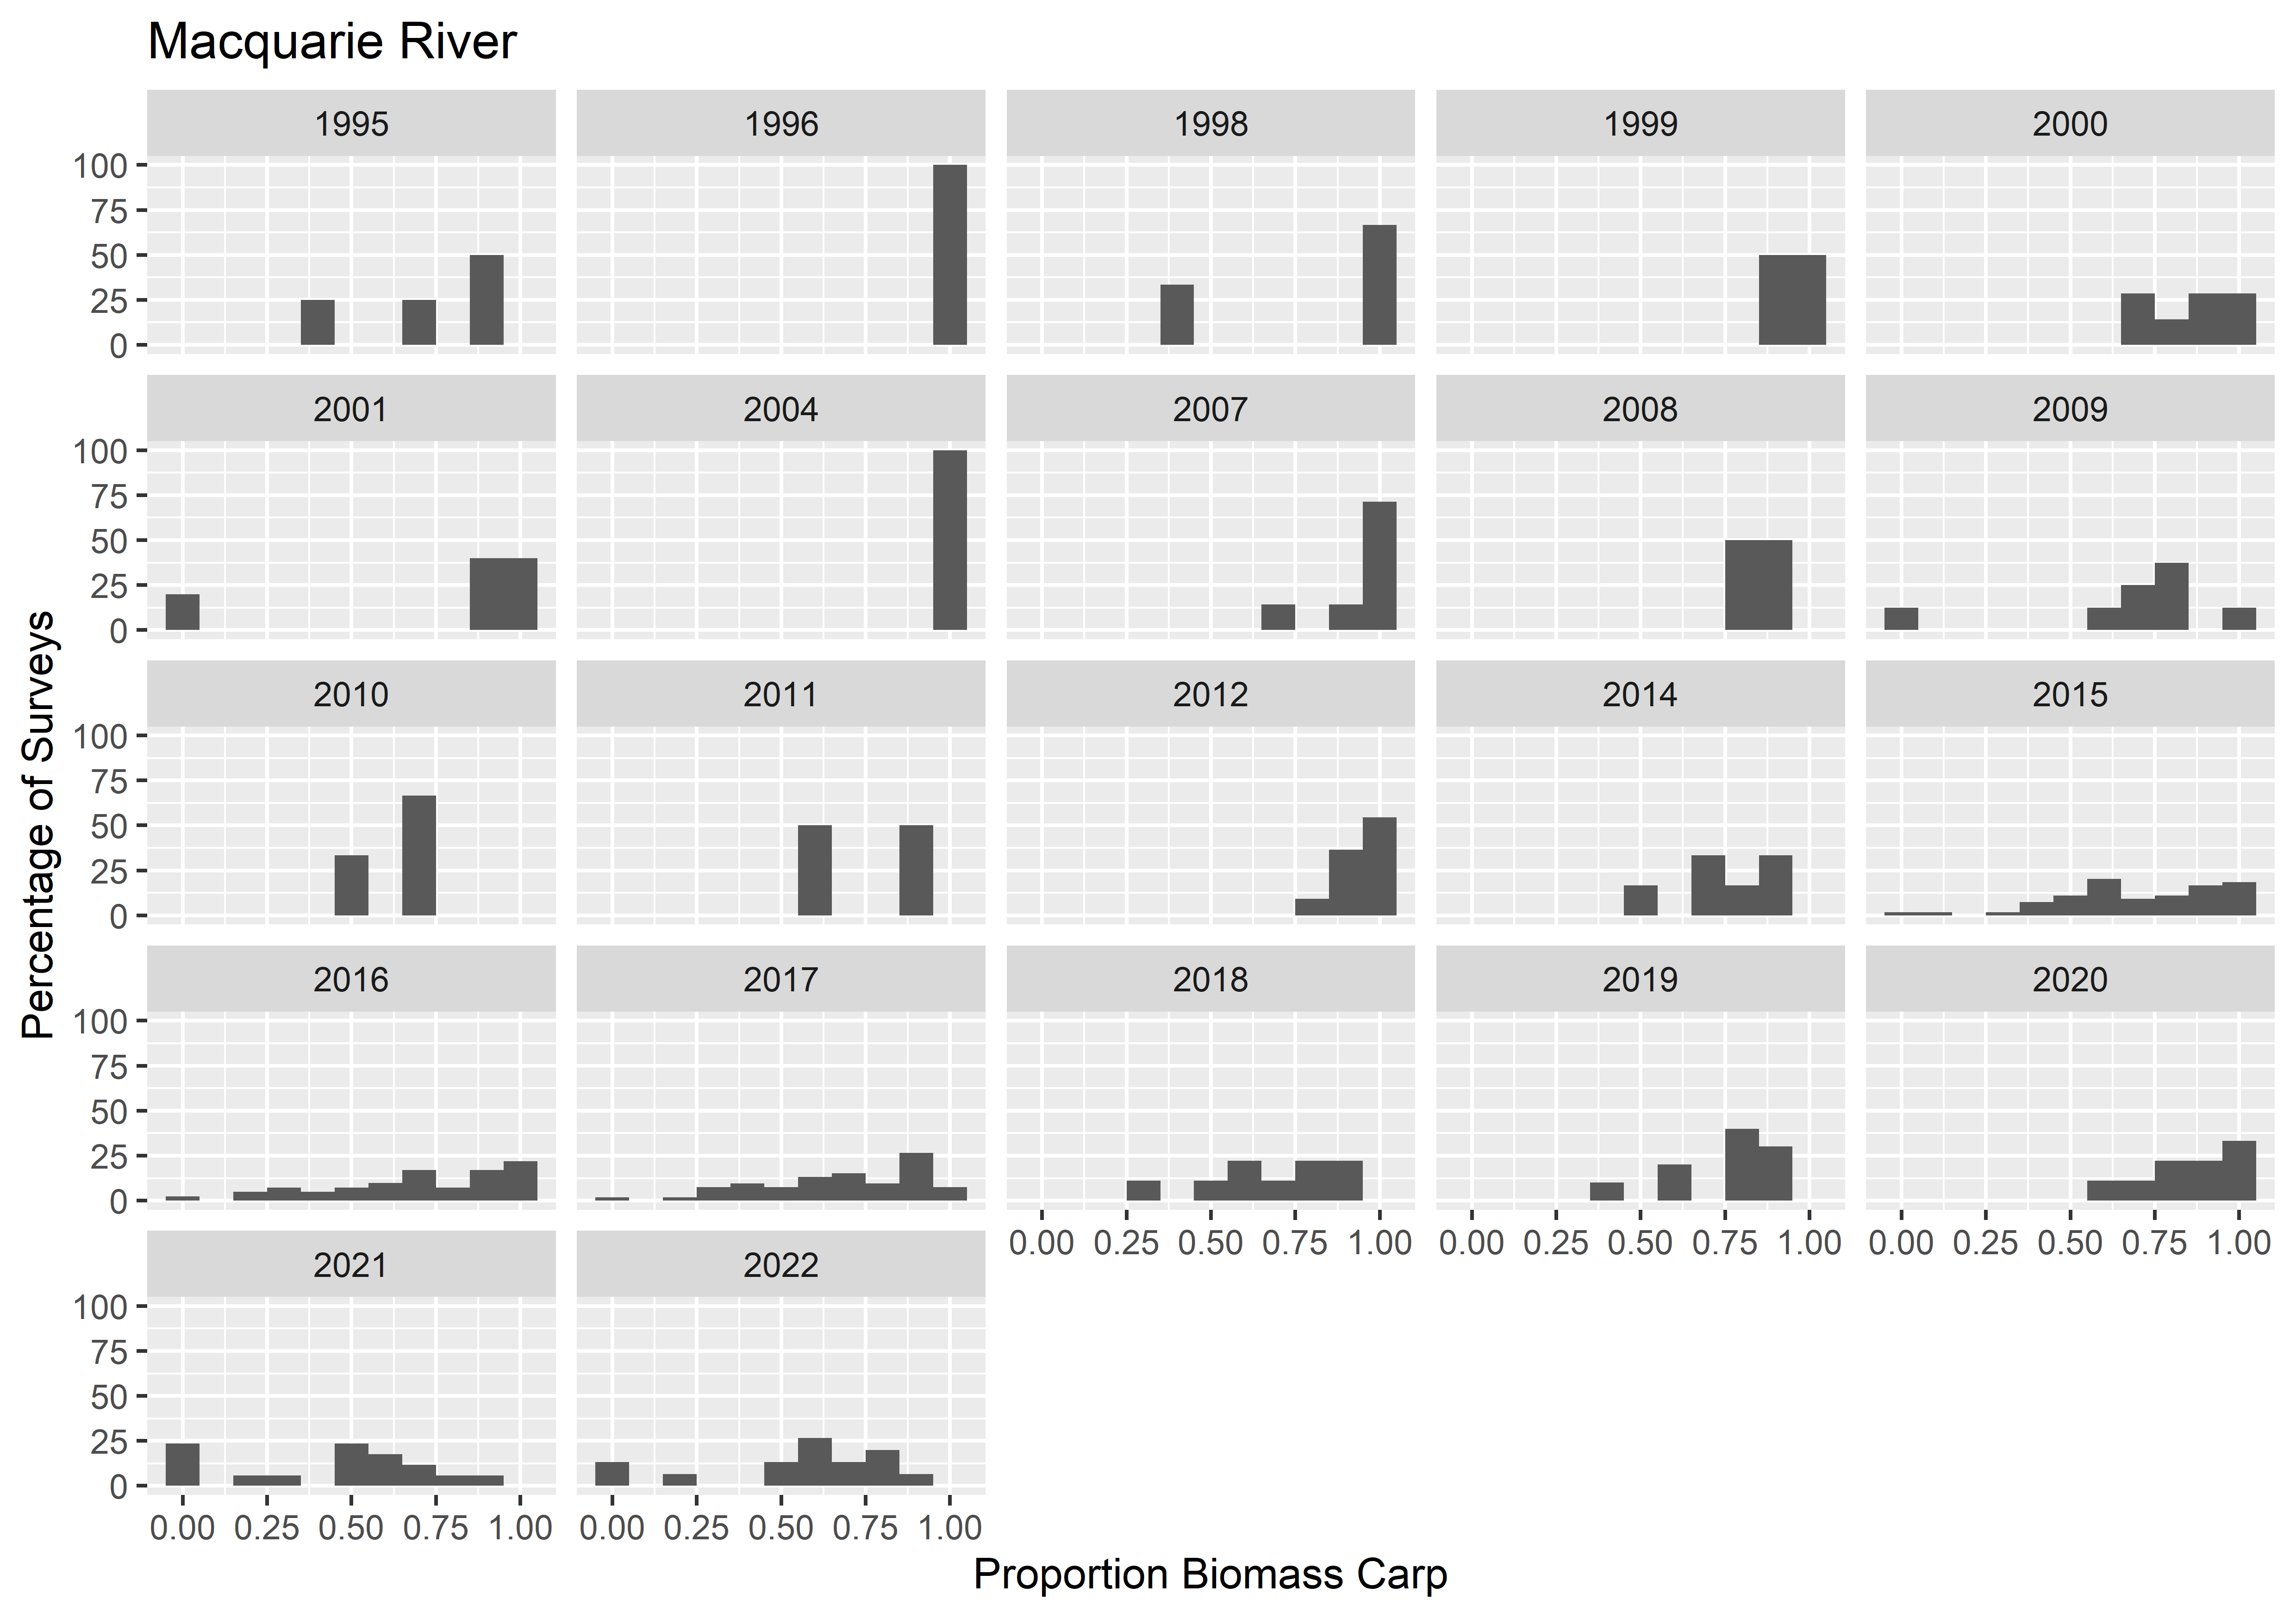 Macquarie River
1995 1996 1998 1999 2000
100
75
50
25
0
2001 2004 2007 2008 2009
100
75
50
25
0
Percentage of Surveys
2010 2011 2012 2014 2015
100
75
50
25
0
2016 2017 2018 2019 2020
100
75
50
25
0
0.00 0.25 0.50 0.75 1.00 0.00 0.25 0.50 0.75 1.00 0.00 0.25 0.50 0.75 1.00
2021 2022
100
75
50
25
0
0.00 0.25 0.50 0.75 1.00 0.00 0.25 0.50 0.75 1.00
Proportion Biomass Carp